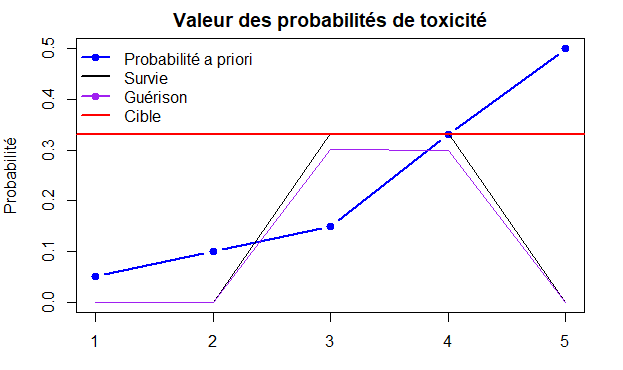 Valeur des probabilités de toxicité
Probabilité a priori
Survie
Guérison
Cible
Probabilité
0.5
0.4
0.3
0.2
0.1
0.0
1 2 3 4 5